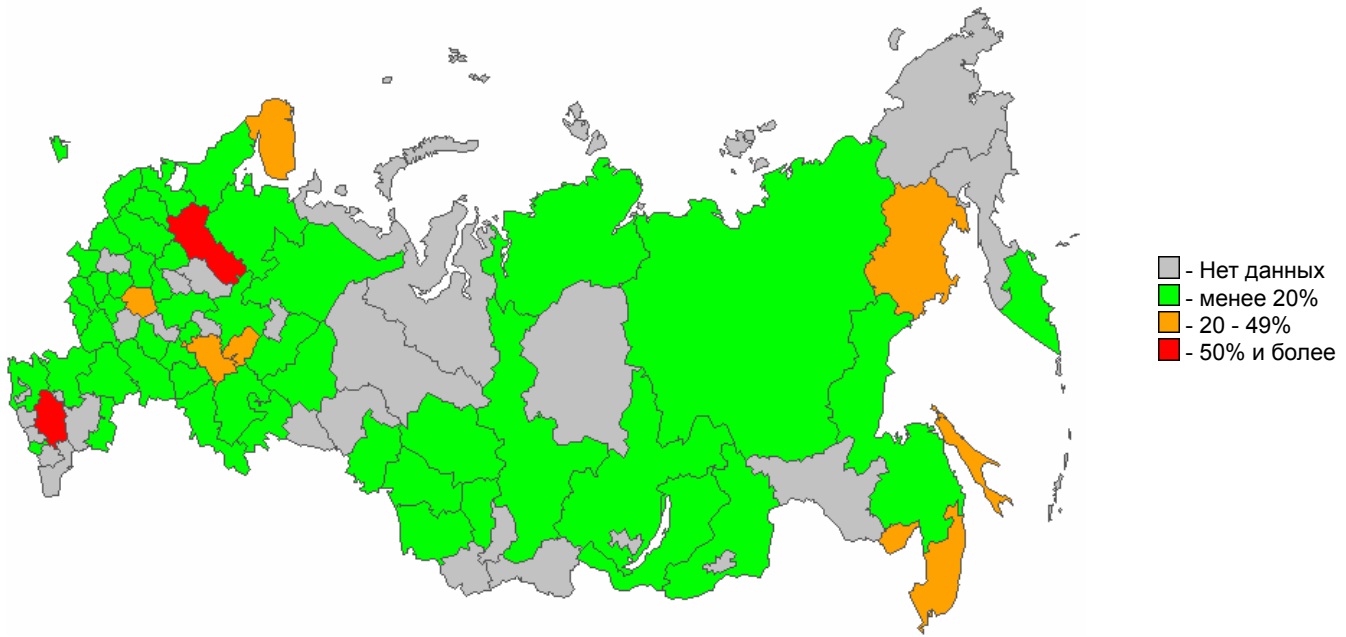 - Нет данных
- менее 20%
- 20 - 49%
- 50% и более